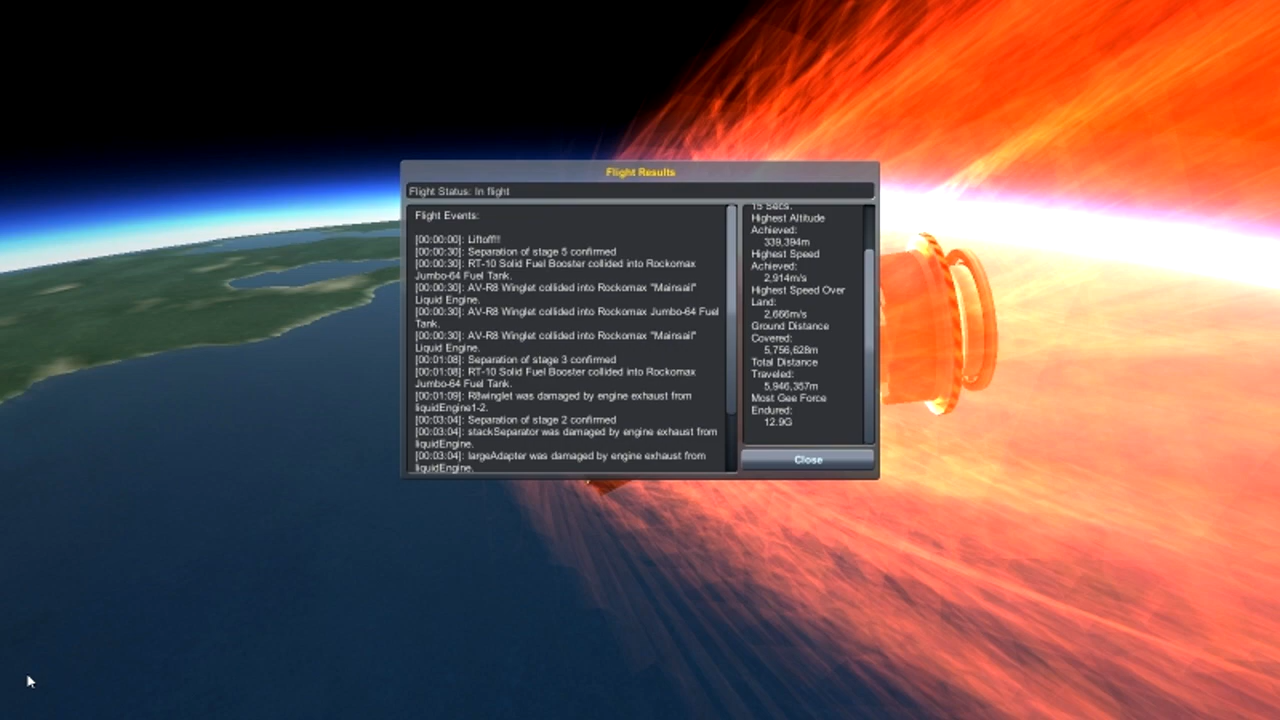 Flight Results
Flight Status: In flight
Flight Events:
[00:00:00]: Liftoff!!
[00:00:30]: Separation of stage 5 confirmed
[00:00:30]: RT-10 Solid Fuel Booster collided into Rockomax
Jumbo-64 Fuel Tank.
[00:00:30]: AV-R8 Winglet collided into Rockomax "Mainsail"
Liquid Engine.
[00:00:30]: AV-R8 Winglet collided into Rockomax Jumbo-64 Fuel
Tank.
[00:00:30]: AV-R8 Winglet collided into Rockomax "Mainsail"
Liquid Engine.
[00:01:08]: Separation of stage 3 confirmed
[00:01:08]: RT-10 Solid Fuel Booster collided into Rockomax
Jumbo-64 Fuel Tank.
[00:01:09]: R8winglet was damaged by engine exhaust from
liquidEngine1-2.
[00:03:04]: Separation of stage 2 confirmed
[00:03:04]: stackSeparator was damaged by engine exhaust from
liquidEngine.
[00:03:04]: largeAdapter was damaged by engine exhaust from
liquidEngine.
15 Secs.
Highest Altitude
Achieved:
339,394m
Highest Speed
Achieved:
2,914m/s
Highest Speed Over
Land:
2,666m/s
Ground Distance
Covered:
5,756,628m
Total Distance
Traveled:
5,946,357m
Most Gee Force
Endured:
12.9G
Close